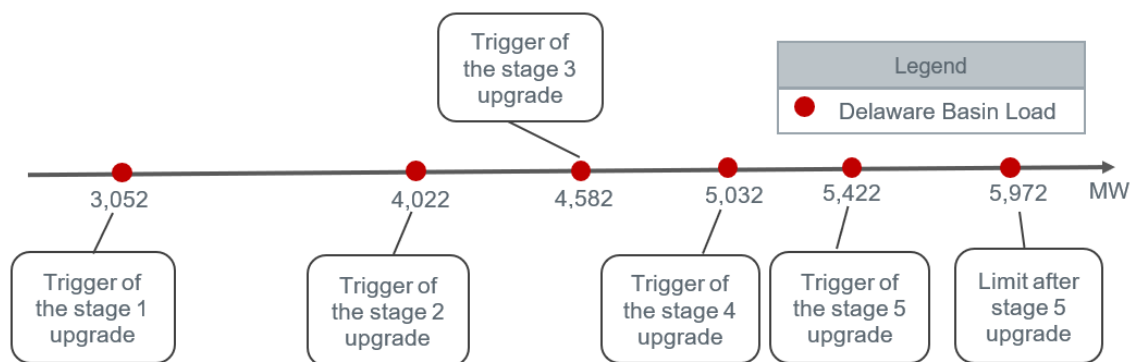 Trigger of
the stage 3
upgrade
Legend
Delaware Basin Load
3,052
4,022
4,582
5,032
5,422
5,972
MW
Trigger of
the stage 1
upgrade
Trigger of
the stage 2
upgrade
Trigger of
the stage 4
upgrade
Trigger of
the stage 5
upgrade
Limit after
stage 5
upgrade